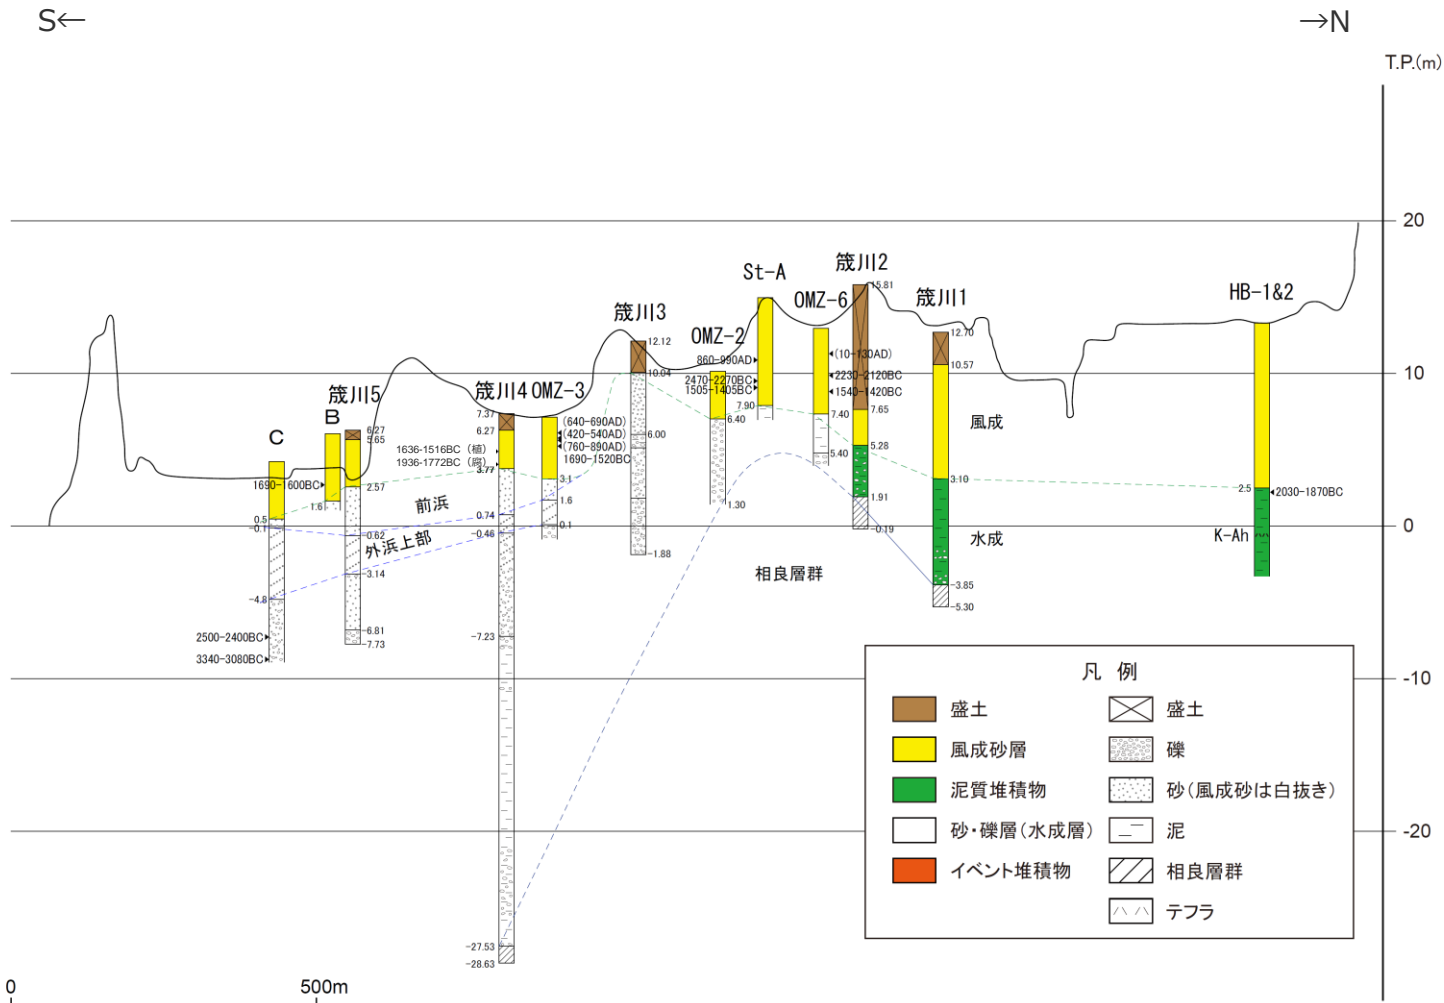 S←
→N
T.P.(m)
20
10
0
-10
-20
C
1690-1600BC
0.5
-0.1
-4.8
2500-2400BC
3340-3080BC
B
1.6
筬川5
6.27
5.65
2.57
-0.62
-3.14
-6.81
-7.73
前浜
外浜上部
筬川4
7.37
6.27
1636-1516BC（植）
1936-1772BC（腐）
3.77
0.74
-0.46
-7.23
-27.53
-28.63
OMZ-3
(640-690AD)
(420-540AD)
(760-890AD)
1690-1520BC
3.1
1.6
0.1
筬川3
12.12
10.04
6.00
-1.88
OMZ-2
6.40
1.30
St-A
860-990AD
2470-2270BC
1505-1405BC
7.90
OMZ-6
(10-130AD)
2230-2120BC
1540-1420BC
7.40
5.40
筬川2
15.81
7.65
5.28
1.91
-0.19
筬川1
12.70
10.57
3.10
-3.85
-5.30
風成
水成
相良層群
HB-1&2
2.5
2030-1870BC
K-Ah
凡 例
盛土
盛土
風成砂層
礫
泥質堆積物
砂（風成砂は白抜き）
砂・礫層（水成層）
泥
イベント堆積物
相良層群
テフラ
0
500m